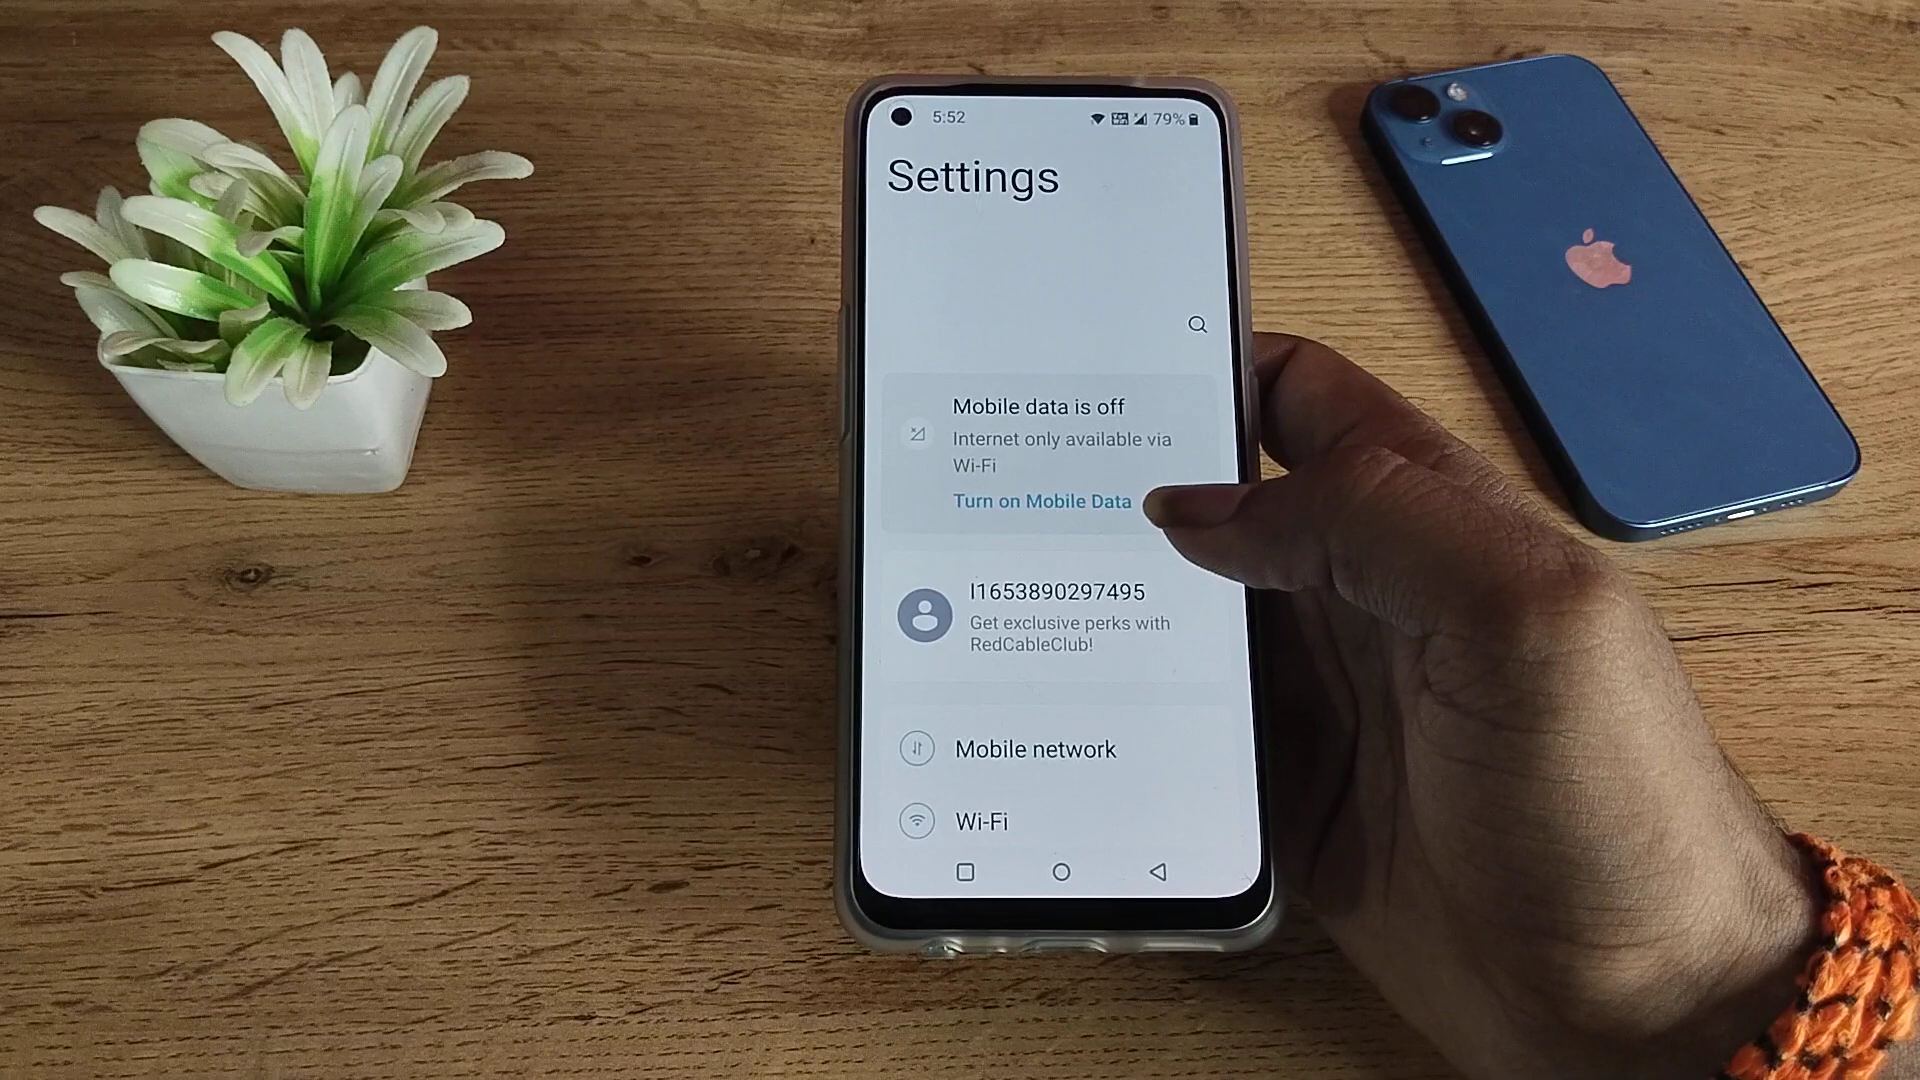 5:52
79%
Settings
Mobile data is off
Internet only available via
Wi-Fi
Turn on Mobile Data
I1653890297495
Get exclusive perks with
RedCableClub!
Mobile network
Wi-Fi